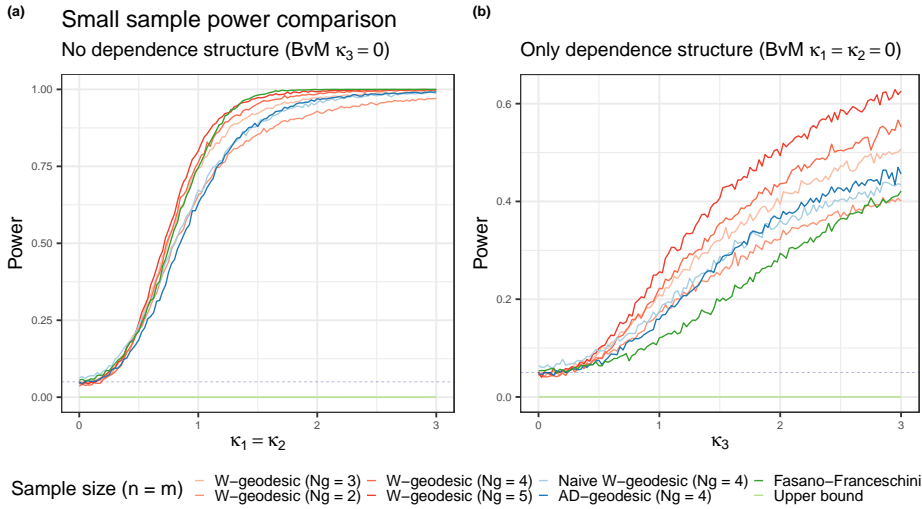 (a)
Small sample power comparison
No dependence structure (BvM κ3 = 0)
1.00
0.75
0.50
0.25
0.00
Power
0
1
2
3
κ1 = κ2
(b)
Only dependence structure (BvM κ1 = κ2 = 0)
0.6
0.4
0.2
0.0
Power
0
1
2
3
κ3
Sample size (n = m)
W−geodesic (Ng = 3)
W−geodesic (Ng = 4)
Naive W−geodesic (Ng = 4)
Fasano−Franceschini
W−geodesic (Ng = 2)
W−geodesic (Ng = 5)
AD−geodesic (Ng = 4)
Upper bound